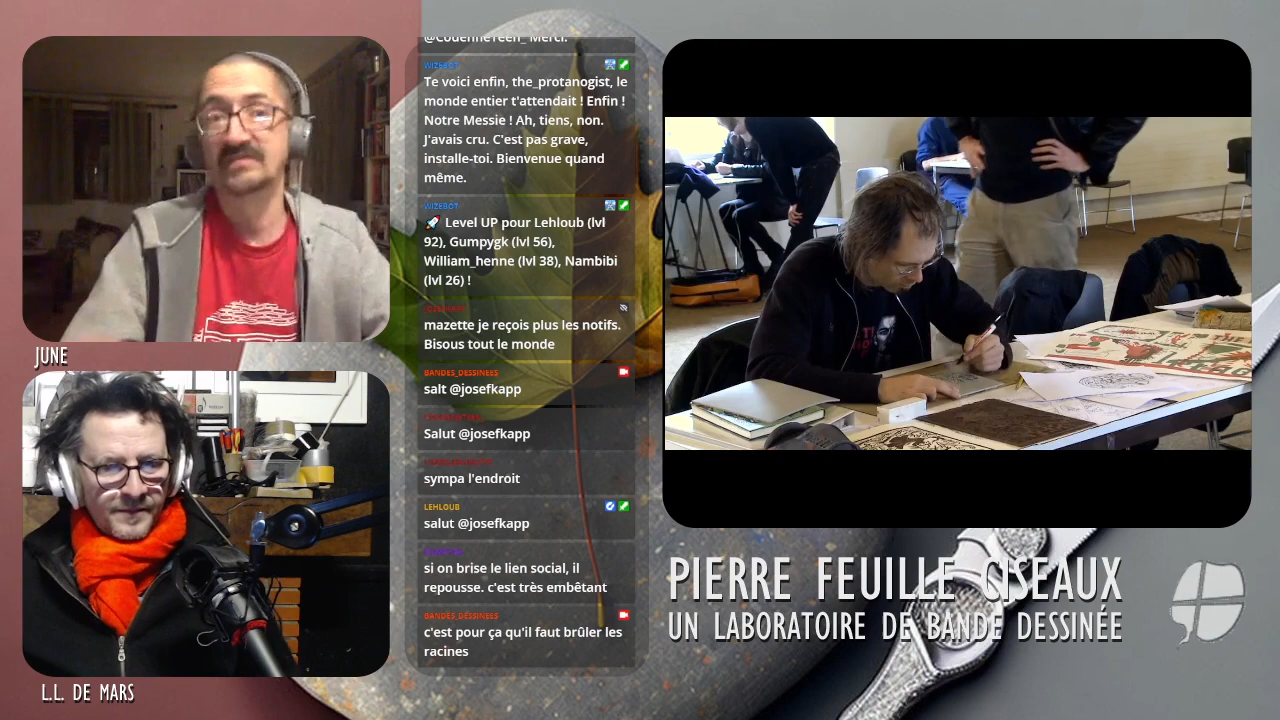 @CodenneTeen_ Merci.
WIZEBOT
Te voici enfin, the_protanogist, le
monde entier t'attendait ! Enfin !
Notre Messie ! Ah, tiens, non.
J'avais cru. C'est pas grave,
installe-toi. Bienvenue quand
même.
WIZEBOT
🚀 Level UP pour Lehloub (lvl
92), Gumpygk (lvl 56),
William_henne (lvl 38), Nambibi
(lvl 26) !
mazette je reçois plus les notifs.
Bisous tout le monde
BANDES_DESSINEES
salt @josefkapp
Salut @josefkapp
sympa l'endroit
LEHLOUB
salut @josefkapp
si on brise le lien social, il
repousse. c'est très embêtant
BANDES_DESSINEES
c'est pour ça qu'il faut brûler les
racines
JUNE
L.L. DE MARS
PIERRE FEUILLE CISEAUX
UN LABORATOIRE DE BANDE DESSINÉE